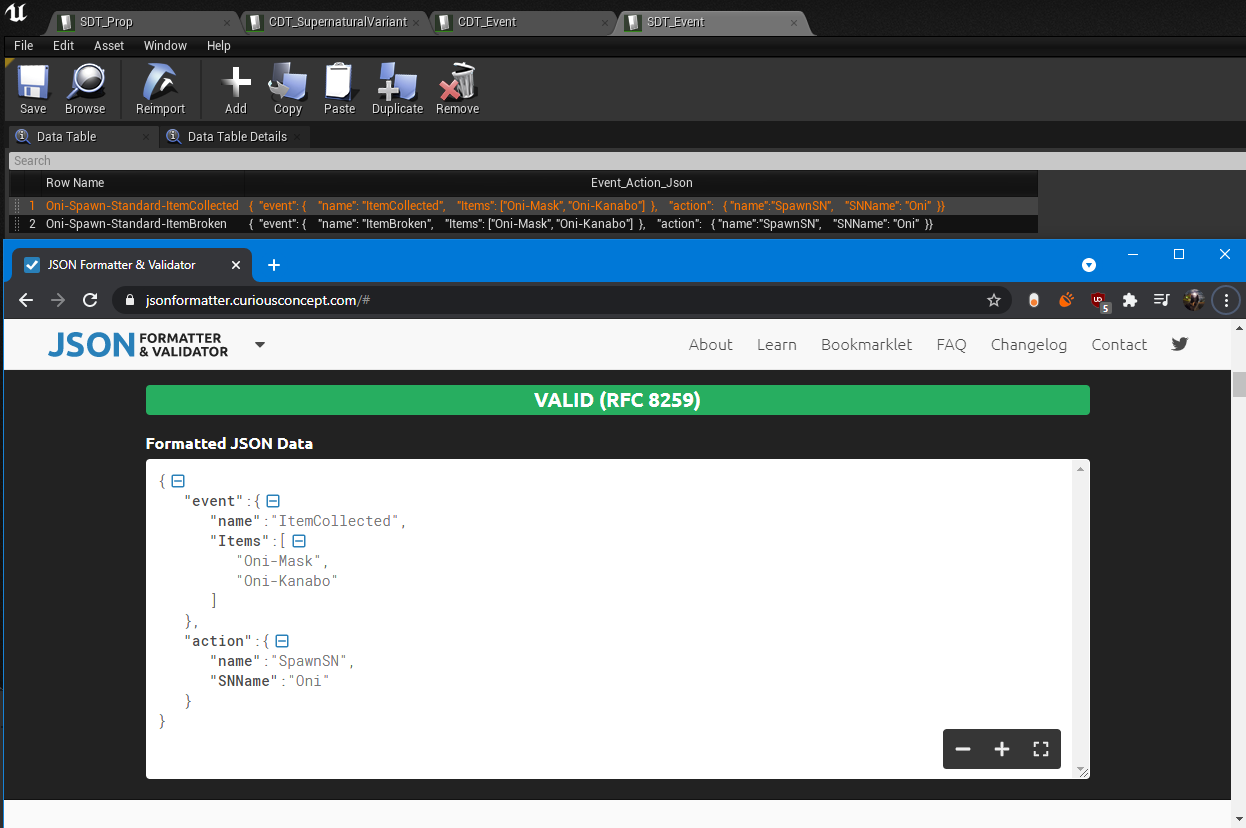 SDT_Prop CDT_SupernaturalVariant CDT_Event SDT_Event
File Edit Asset Window Help
Save Browse Reimport Add Copy Paste Duplicate Remove
Data Table Data Table Details
Search
Row Name Event_Action_Json
1 Oni-Spawn-Standard-ItemCollected { "event": { "name": "ItemCollected", "Items": ["Oni-Mask", "Oni-Kanabo"] }, "action": { "name":"SpawnSN", "SNName": "Oni" }}
2 Oni-Spawn-Standard-ItemBroken { "event": { "name": "ItemBroken", "Items": ["Oni-Mask", "Oni-Kanabo"] }, "action": { "name":"SpawnSN", "SNName": "Oni" }}
JSON Formatter & Validator
jsonformatter.curiousconcept.com/#
UO 5
JSON FORMATTER & VALIDATOR
About Learn Bookmarklet FAQ Changelog Contact
VALID (RFC 8259)
Formatted JSON Data
{
"event":{
"name":"ItemCollected",
"Items":[
"Oni-Mask",
"Oni-Kanabo"
]
},
"action":{
"name":"SpawnSN",
"SNName":"Oni"
}
}